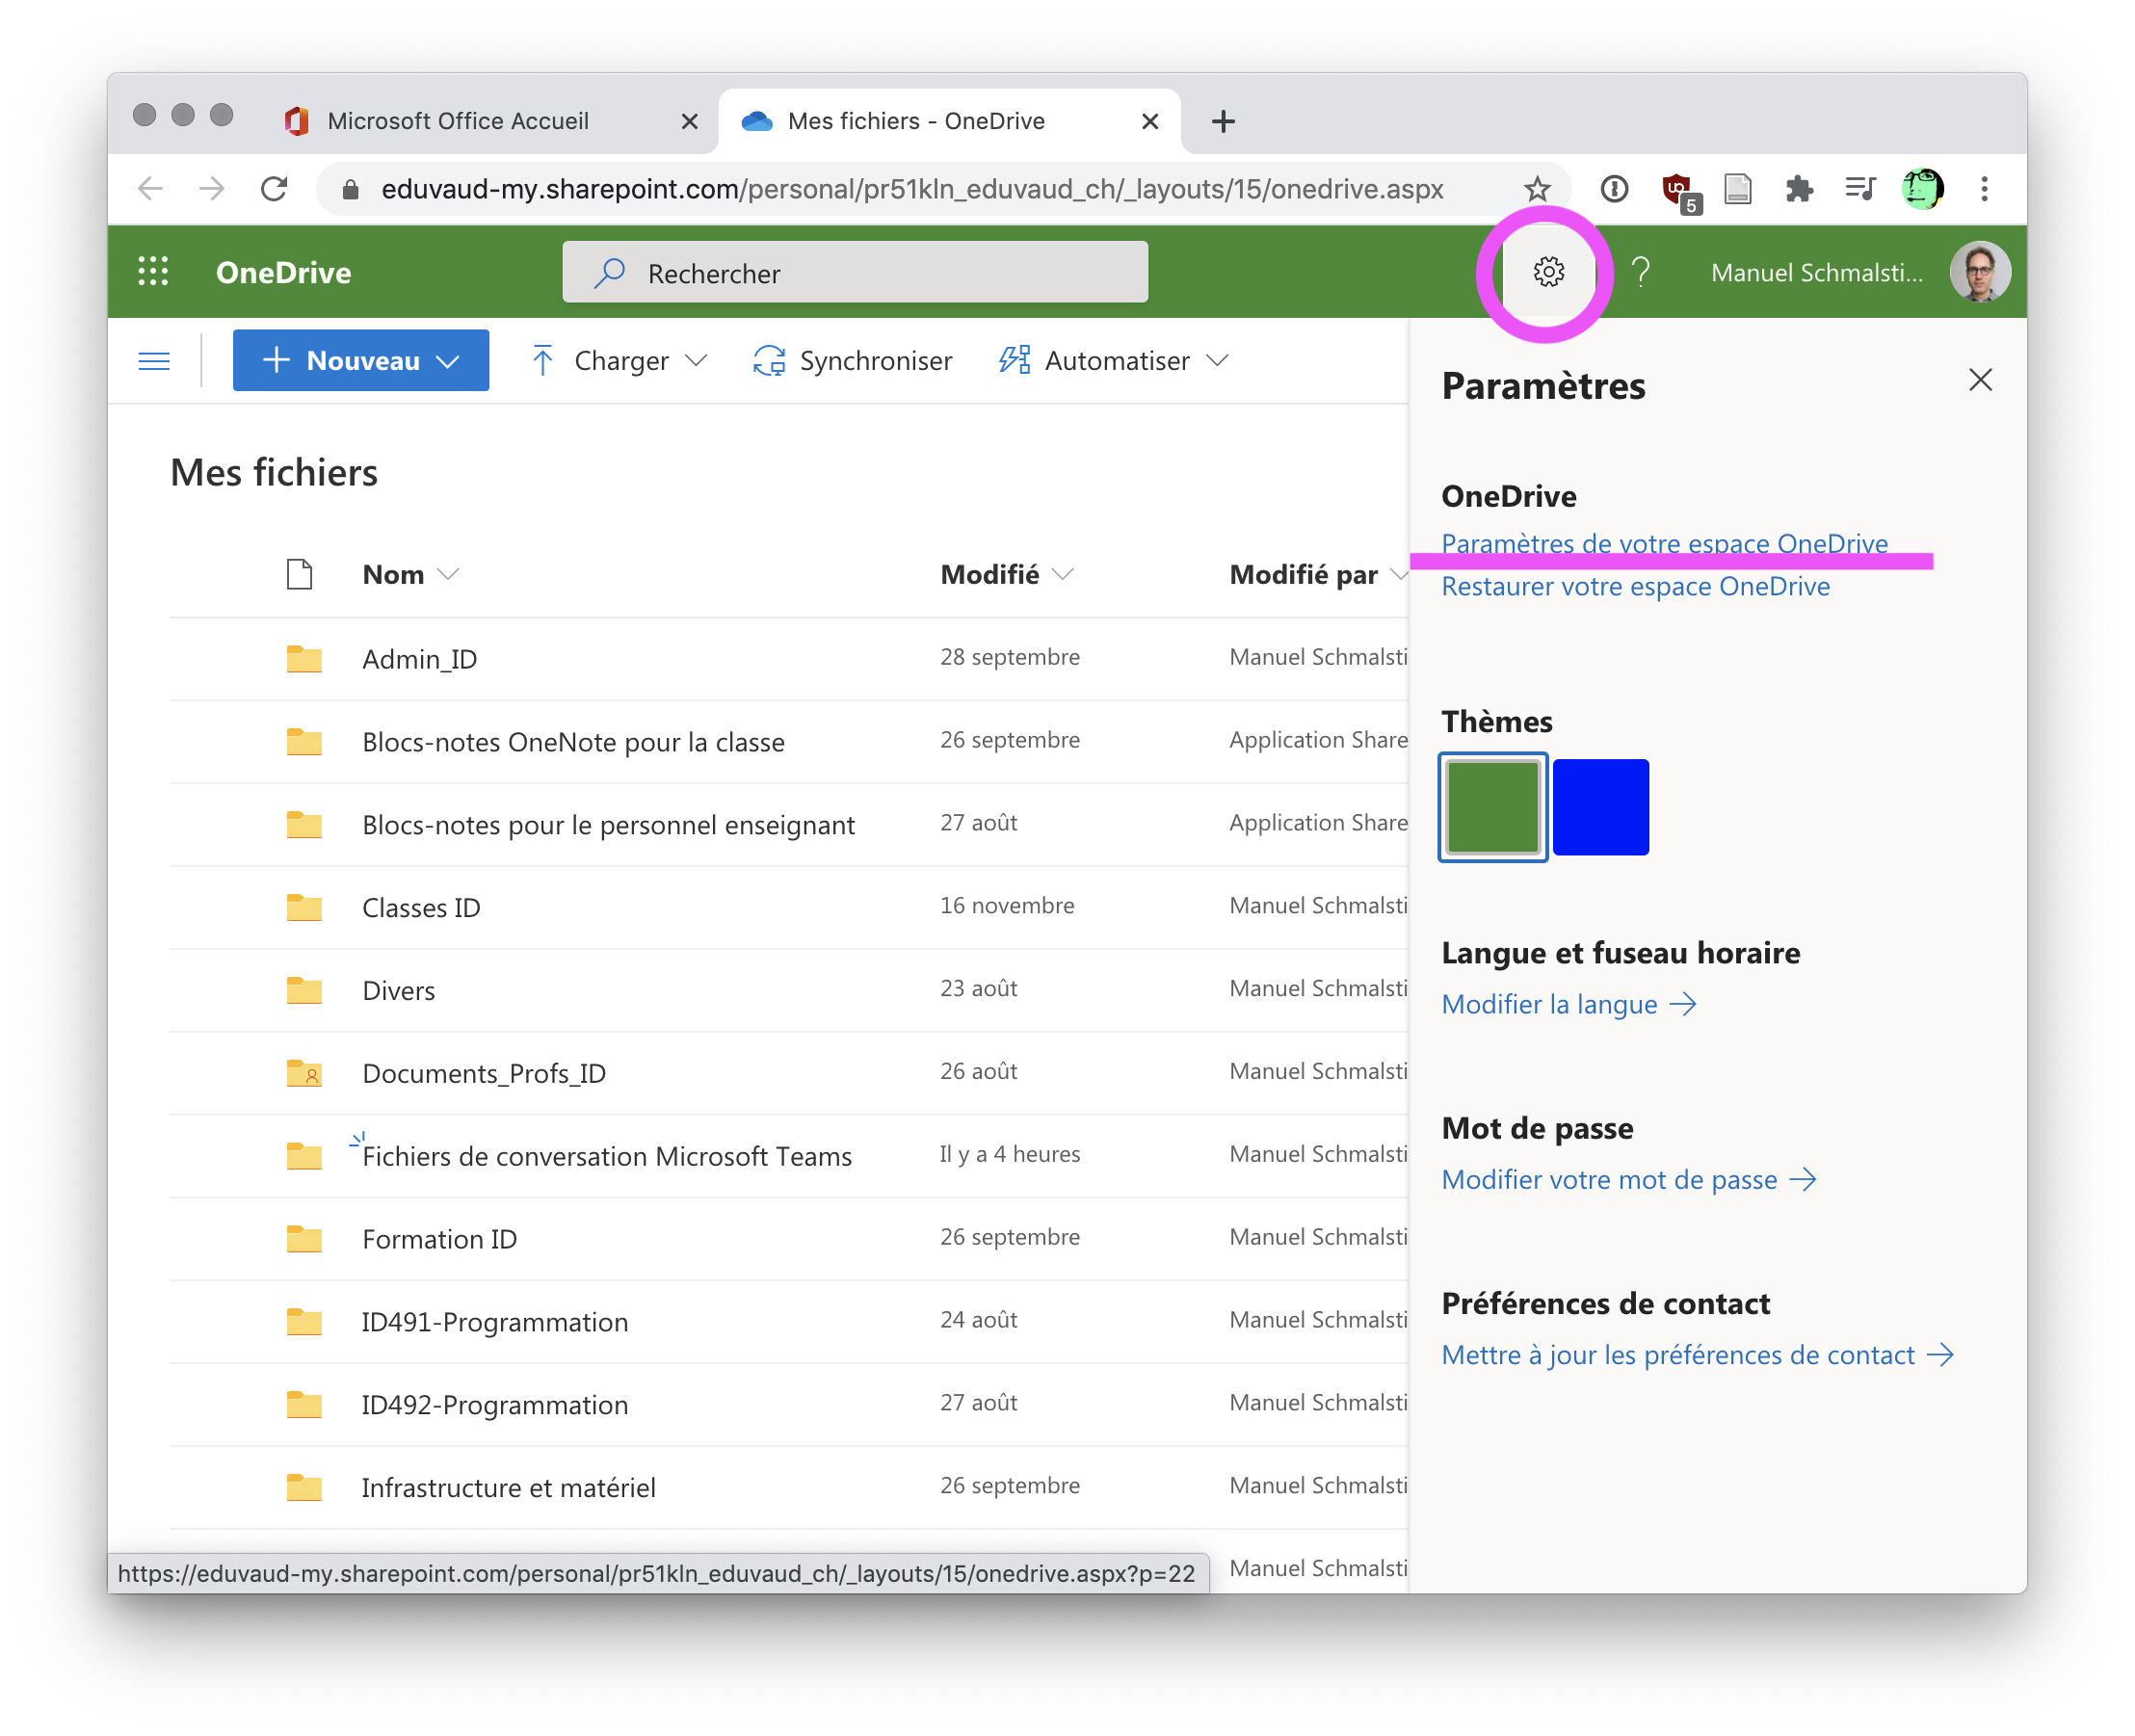 Microsoft Office Accueil
Mes fichiers - OneDrive
eduvaud-my.sharepoint.com/personal/pr51kln_eduvaud_ch/_layouts/15/onedrive.aspx
5
OneDrive
Rechercher
?
Manuel Schmalsti...
Nouveau
Charger
Synchroniser
Automatiser
Mes fichiers
Nom
Modifié
Modifié par
Admin_ID
28 septembre
Manuel Schmalsti
Blocs-notes OneNote pour la classe
26 septembre
Application Share
Blocs-notes pour le personnel enseignant
27 août
Application Share
Classes ID
16 novembre
Manuel Schmalsti
Divers
23 août
Manuel Schmalsti
Documents_Profs_ID
26 août
Manuel Schmalsti
Fichiers de conversation Microsoft Teams
Il y a 4 heures
Manuel Schmalsti
Formation ID
26 septembre
Manuel Schmalsti
ID491-Programmation
24 août
Manuel Schmalsti
ID492-Programmation
27 août
Manuel Schmalsti
Infrastructure et matériel
26 septembre
Manuel Schmalsti
Manuel Schmalsti
https://eduvaud-my.sharepoint.com/personal/pr51kln_eduvaud_ch/_layouts/15/onedrive.aspx?p=22
Paramètres
OneDrive
Paramètres de votre espace OneDrive
Restaurer votre espace OneDrive
Thèmes
Langue et fuseau horaire
Modifier la langue
Mot de passe
Modifier votre mot de passe
Préférences de contact
Mettre à jour les préférences de contact